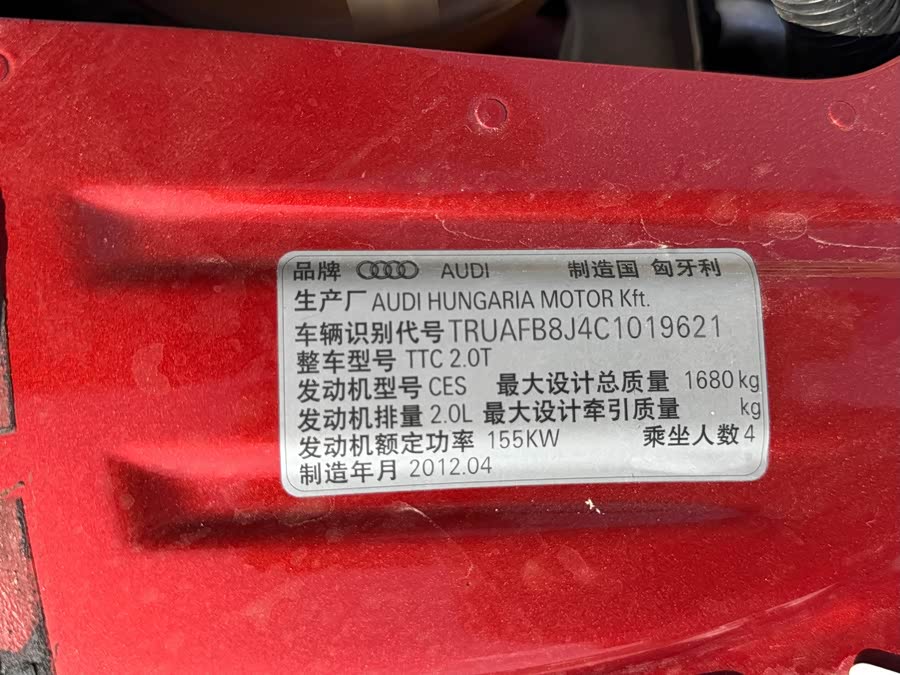 品牌 AUDI 制造国 匈牙利
生产厂 AUDI HUNGARIA MOTOR Kft.
车辆识别代号 TRUAFB8J4C1019621
整车型号 TTC 2.0T
发动机型号 CES 最大设计总质量 1680 kg
发动机排量 2.0L 最大设计牵引质量 kg
发动机额定功率 155KW 乘坐人数 4
制造年月 2012.04